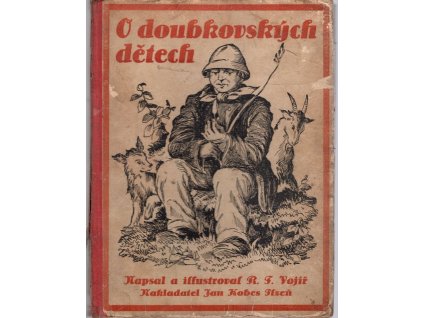 O doubkovských
dětech
Napsal a illustroval R. T. Vojíř
Nakladatel Jan Kobes Plzeň